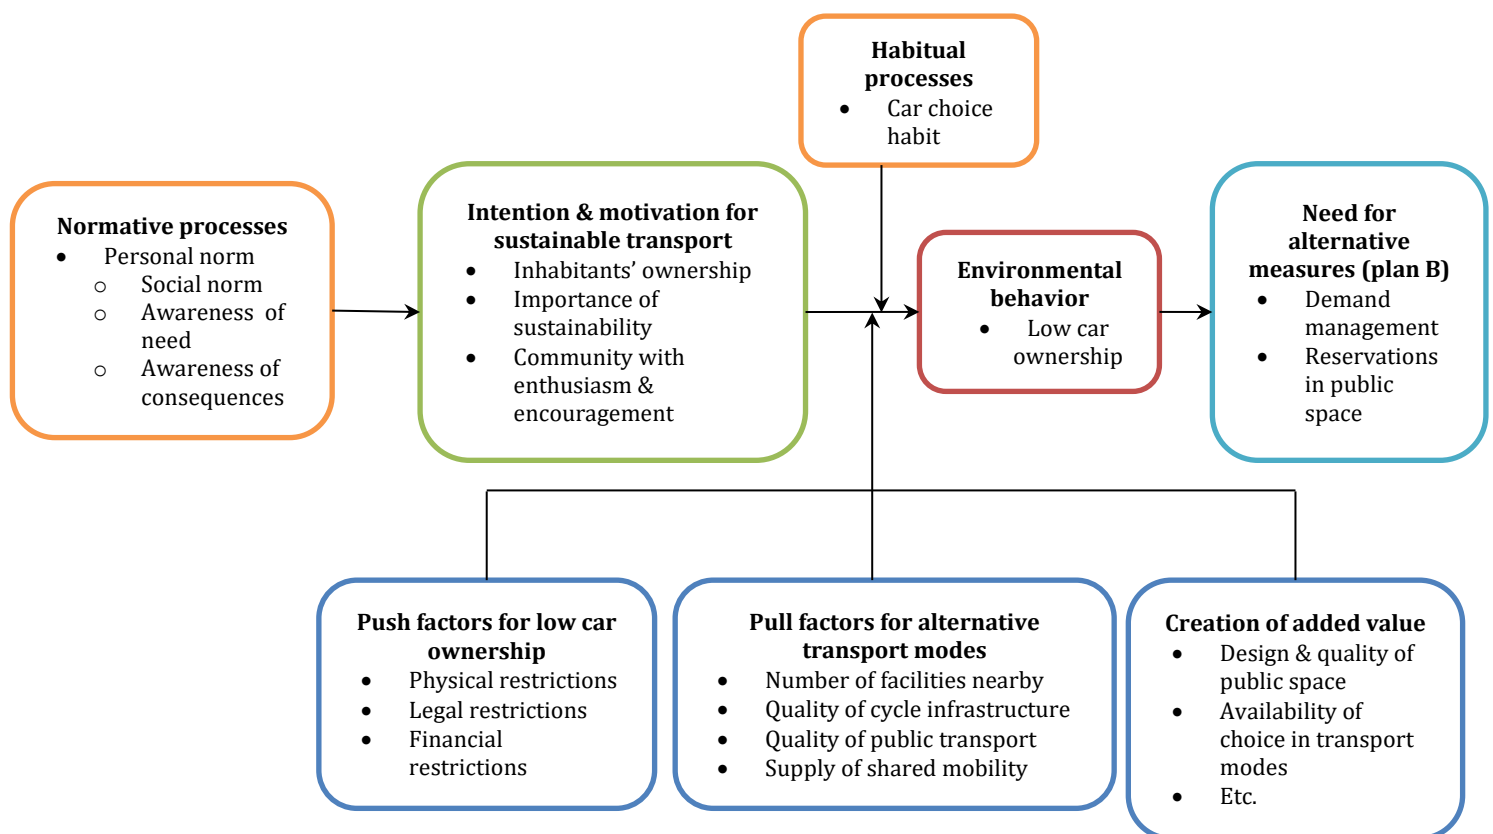 Habitual
processes
• Car choice
habit
Normative processes
• Personal norm
o Social norm
o Awareness of
need
o Awareness of
consequences
Intention & motivation for
sustainable transport
• Inhabitants’ ownership
• Importance of
sustainability
• Community with
enthusiasm &
encouragement
Environmental
behavior
• Low car
ownership
Need for
alternative
measures (plan B)
• Demand
management
• Reservations
in public
space
Push factors for low car
ownership
• Physical restrictions
• Legal restrictions
• Financial
restrictions
Pull factors for alternative
transport modes
• Number of facilities nearby
• Quality of cycle infrastructure
• Quality of public transport
• Supply of shared mobility
Creation of added value
• Design & quality of
public space
• Availability of
choice in transport
modes
• Etc.